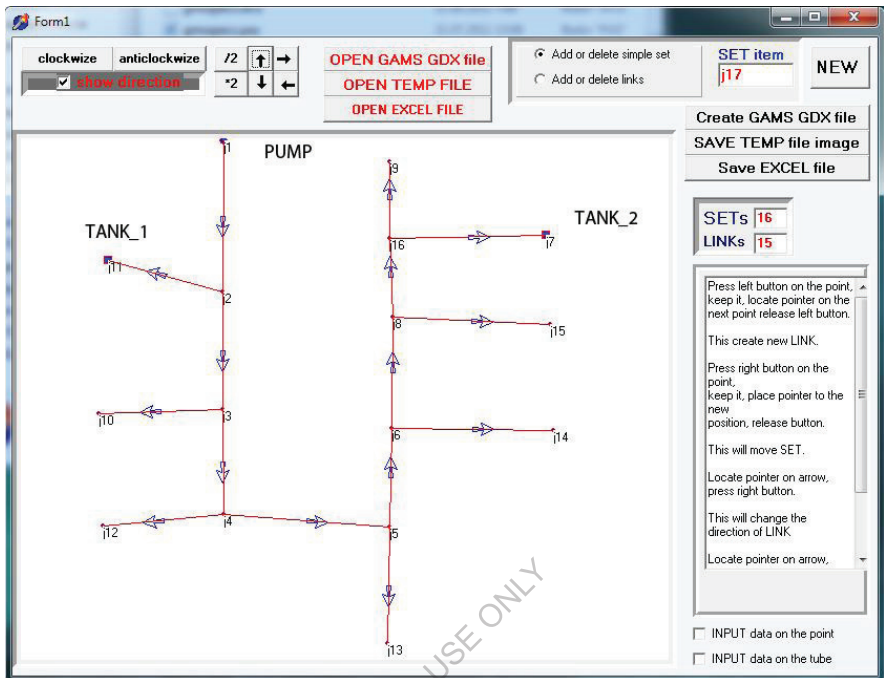 Form1
clockwize anticlockwize /2
show direction *2
OPEN GAMS GDX file
OPEN TEMP FILE
OPEN EXCEL FILE
Add or delete simple set
Add or delete links
SET item
j17
NEW
Create GAMS GDX file
SAVE TEMP file image
Save EXCEL file
SETs 16
LINKs 15
Press left button on the point,
keep it, locate pointer on the
next point release left button.
This create new LINK.
Press right button on the
point,
keep it, place pointer to the
new
position, release button.
This will move SET.
Locate pointer on arrow,
press right button.
This will change the
direction of LINK
Locate pointer on arrow,
INPUT data on the point
INPUT data on the tube
j1
PUMP
j9
TANK_1
TANK_2
j16
j7
j11
j2
j8
j15
j10
j3
j6
j14
j12
j4
j5
j13
USE ONLY